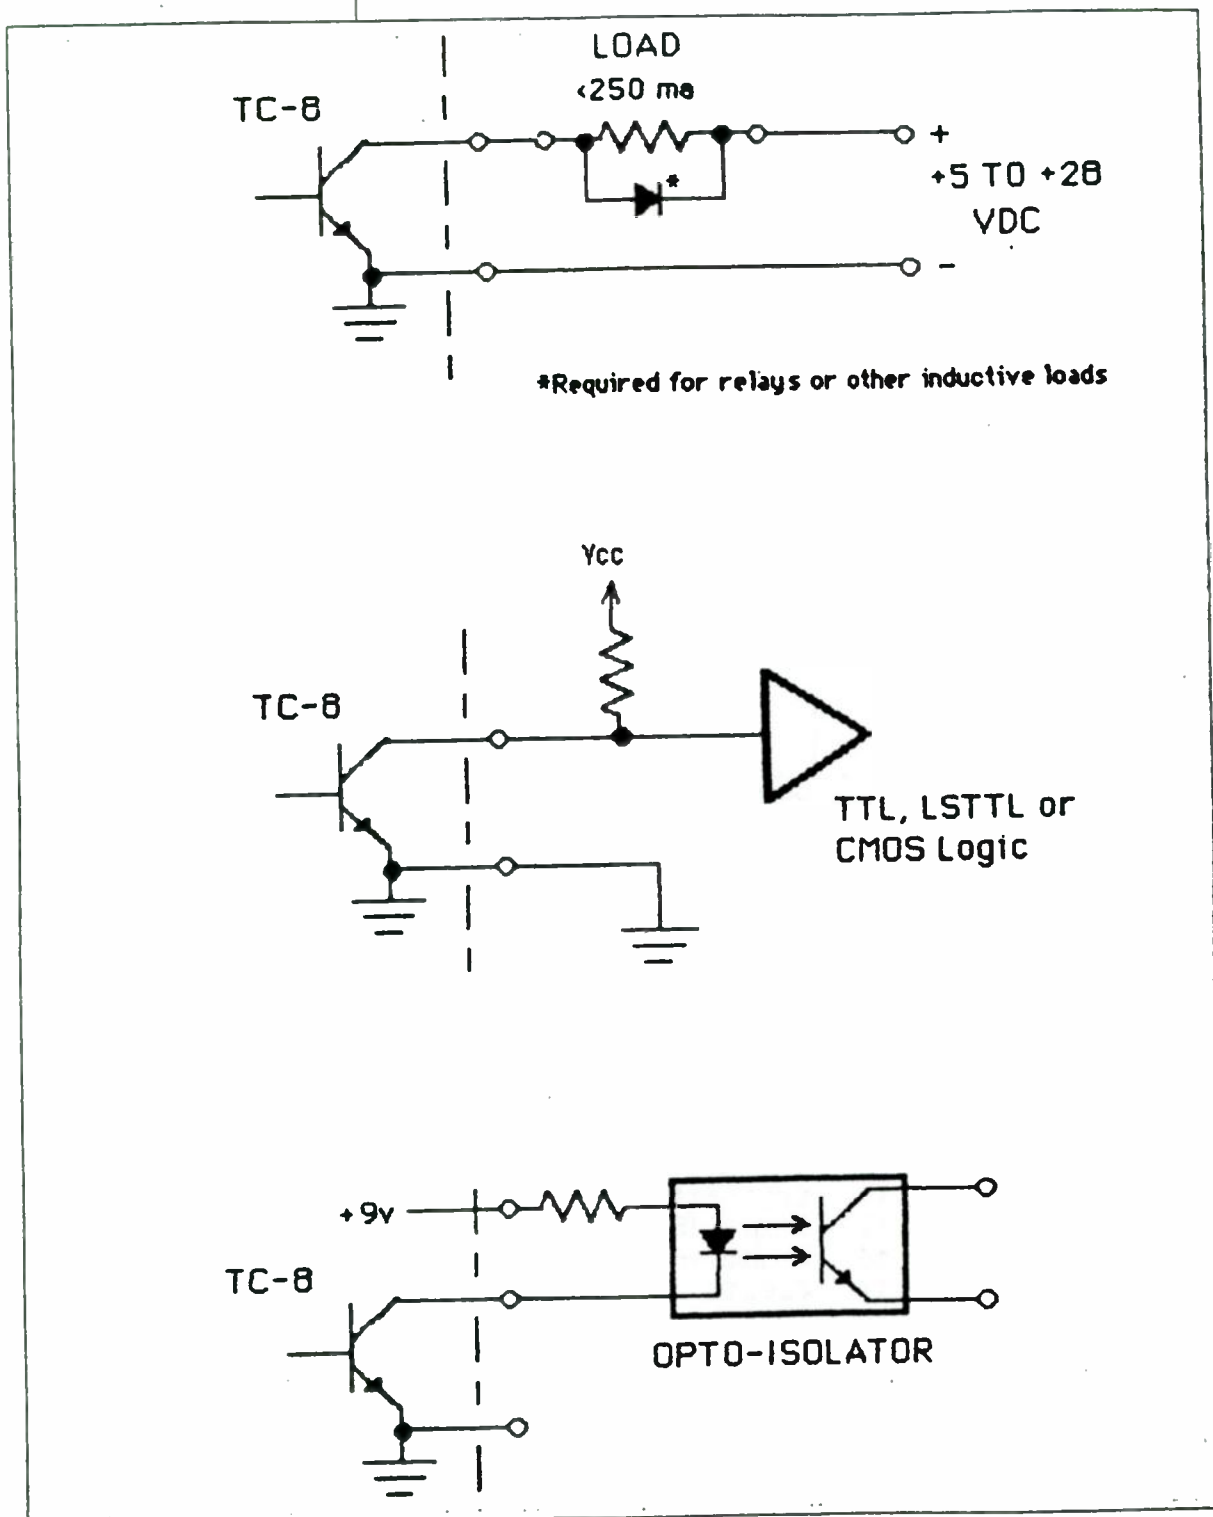 LOAD
<250 ma
TC-8
+
+5 TO +28
VDC
-
*
*Required for relays or other inductive loads
Vcc
TC-8
TTL, LSTTL or
CMOS Logic
+9v
TC-8
OPTO-ISOLATOR